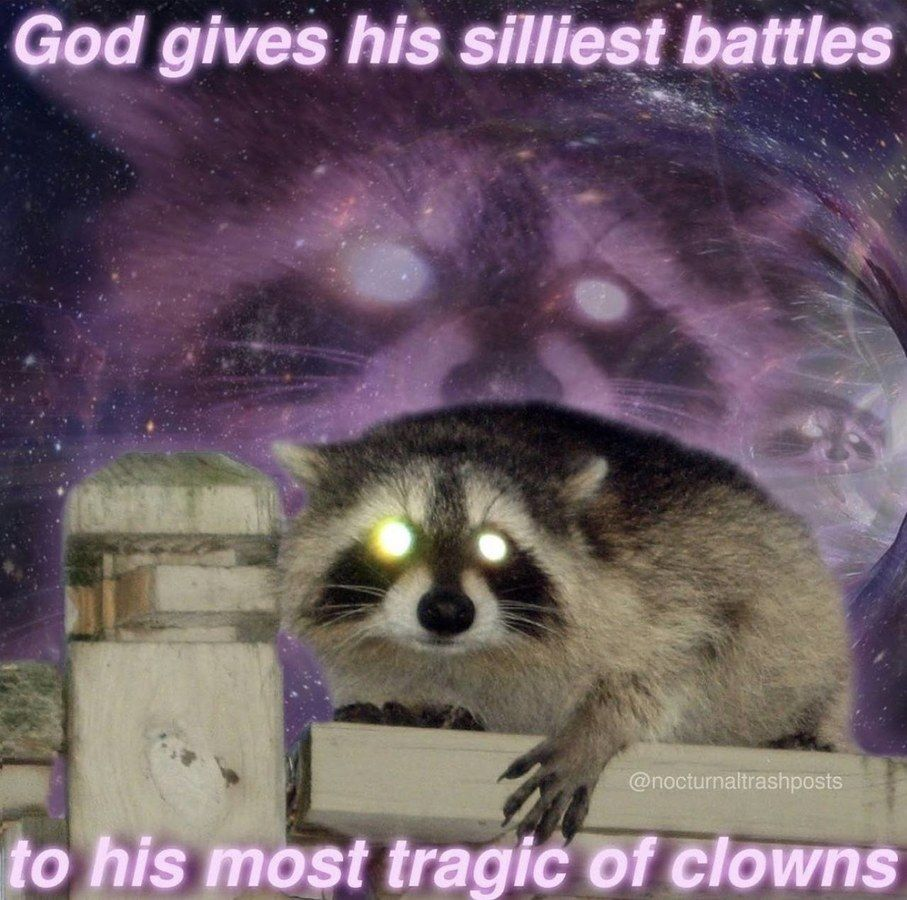 God gives his silliest battles
@nocturnaltrashposts
to his most tragic of clowns